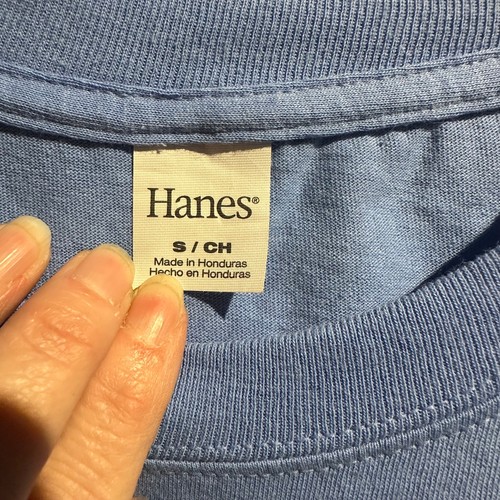 Hanes®
S / CH
Made in Honduras
Hecho en Honduras